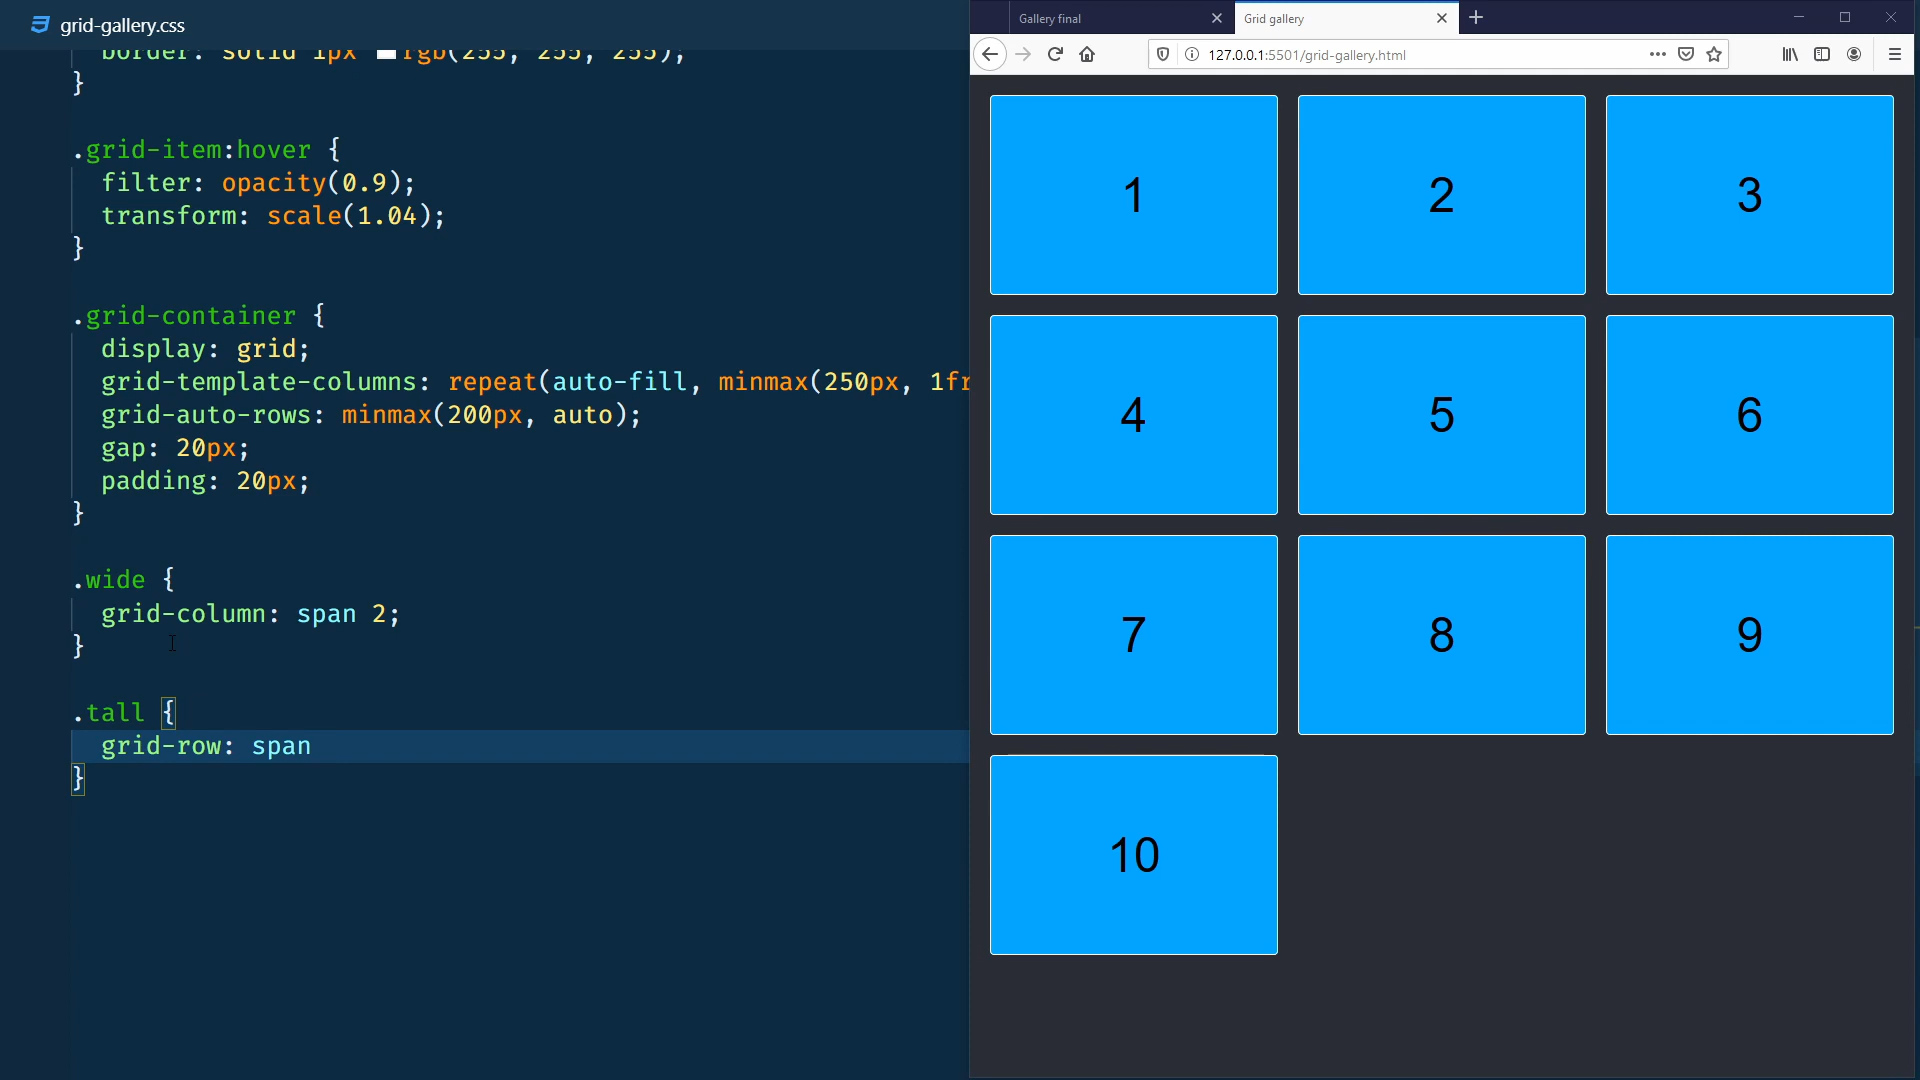 grid-gallery.css
border: solid 1px rgb(255, 255, 255);
}
.grid-item:hover {
filter: opacity(0.9);
transform: scale(1.04);
}
.grid-container {
display: grid;
grid-template-columns: repeat(auto-fill, minmax(250px, 1fr
grid-auto-rows: minmax(200px, auto);
gap: 20px;
padding: 20px;
}
.wide {
grid-column: span 2;
}
.tall {
grid-row: span
}
Gallery final
Grid gallery
127.0.0.1:5501/grid-gallery.html
1 2 3
4 5 6
7 8 9
10